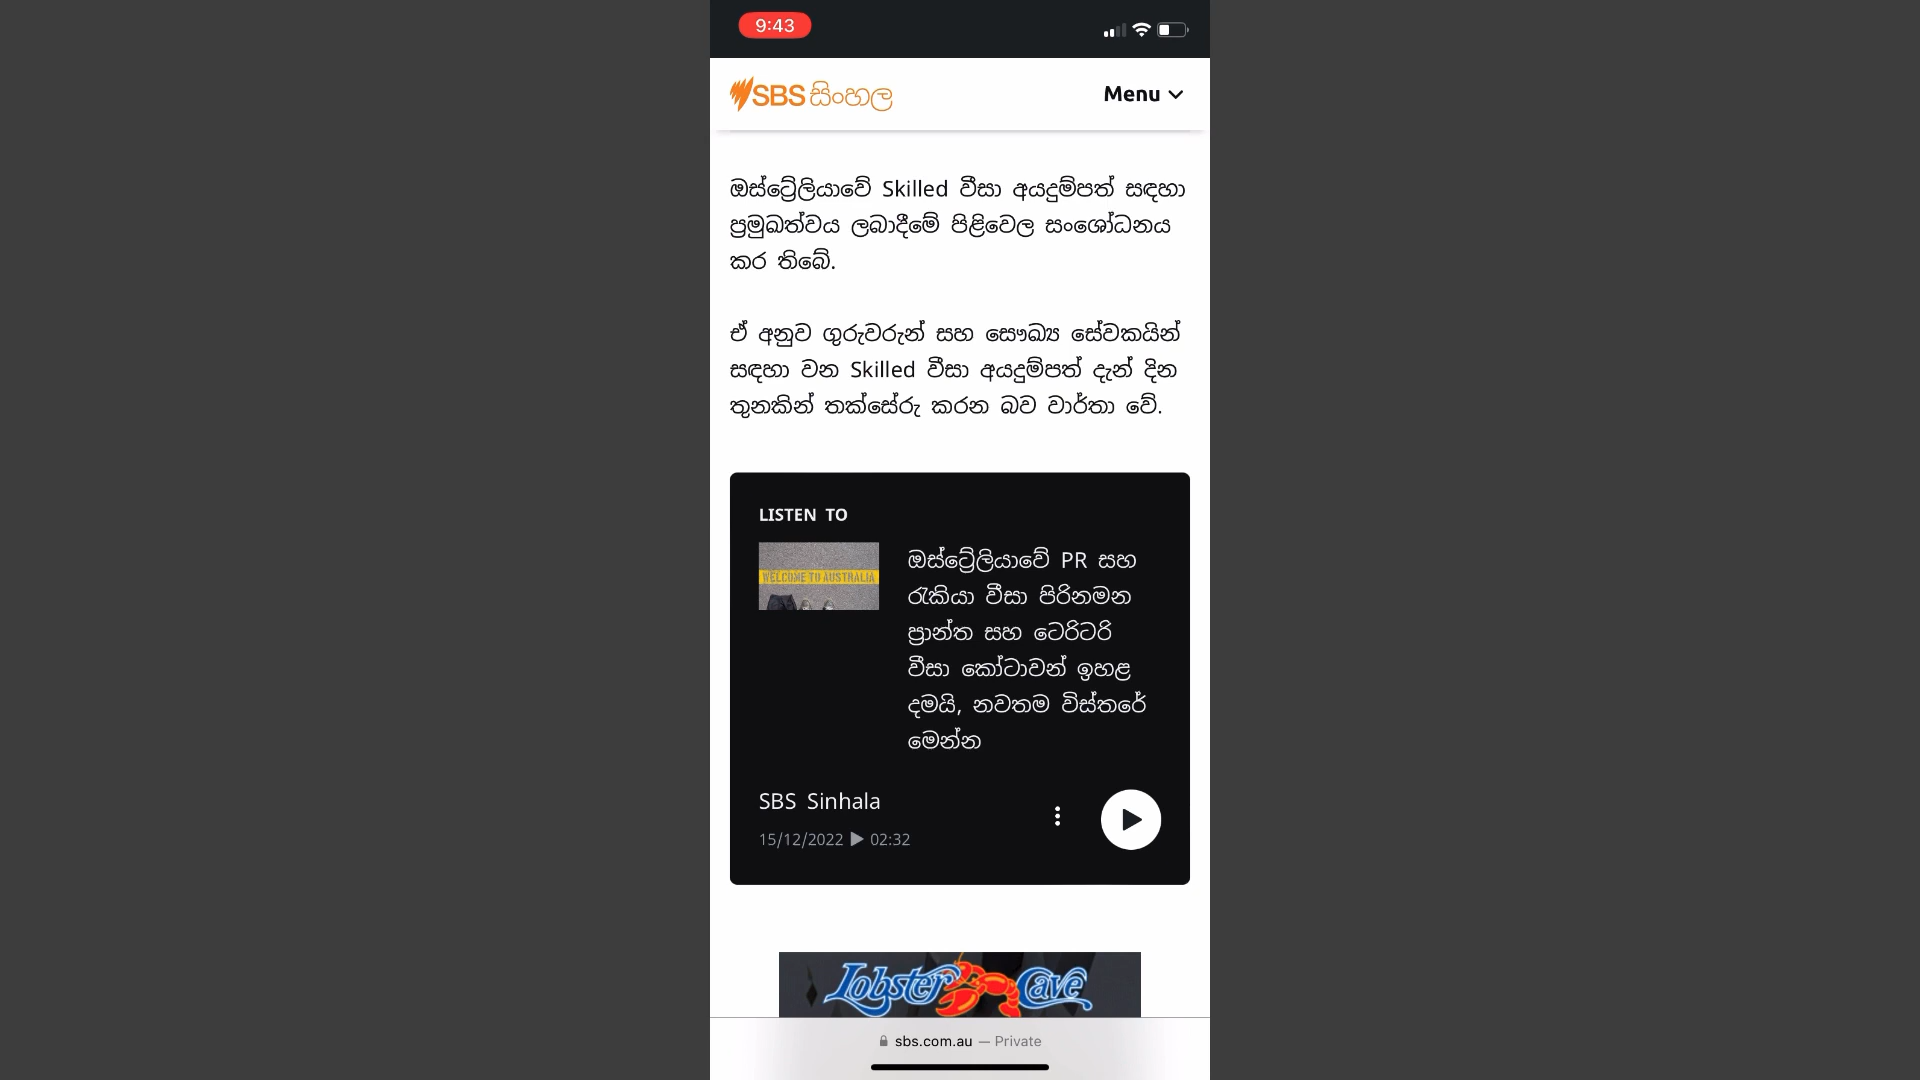 9:43
SBS සිංහල
Menu
ඔස්ට්‍රේලියාවේ Skilled වීසා අයදුම්පත් සඳහා
ප්‍රමුඛත්වය ලබාදීමේ පිළිවෙල සංශෝධනය
කර තිබේ.
ඒ අනුව ගුරුවරුන් සහ සෞඛ්‍ය සේවකයින්
සඳහා වන Skilled වීසා අයදුම්පත් දැන් දින
තුනකින් තක්සේරු කරන බව වාර්තා වේ.
LISTEN TO
WELCOME TO AUSTRALIA
ඔස්ට්‍රේලියාවේ PR සහ
රැකියා වීසා පිරිනමන
ප්‍රාන්ත සහ ටෙරිටරි
වීසා කෝටාවන් ඉහළ
දමයි, නවතම විස්තරේ
මෙන්න
SBS Sinhala
15/12/2022 ▶ 02:32
Lobster Cave
sbs.com.au — Private